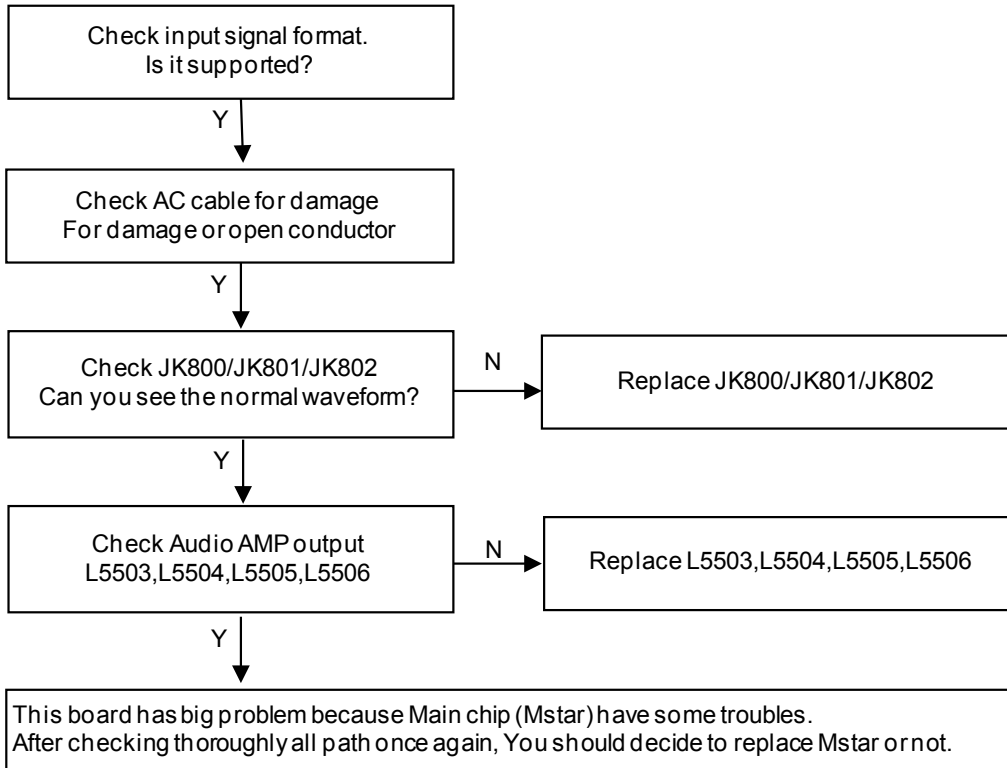 Check input signal format.
Is it supported?
Y
Check AC cable for damage
For damage or open conductor
Y
Check JK800/JK801/JK802
Can you see the normal waveform?
N
Replace JK800/JK801/JK802
Y
Check Audio AMP output
L5503,L5504,L5505,L5506
N
Replace L5503,L5504,L5505,L5506
Y
This board has big problem because Main chip (Mstar) have some troubles.
After checking thoroughly all path once again, You should decide to replace Mstar or not.